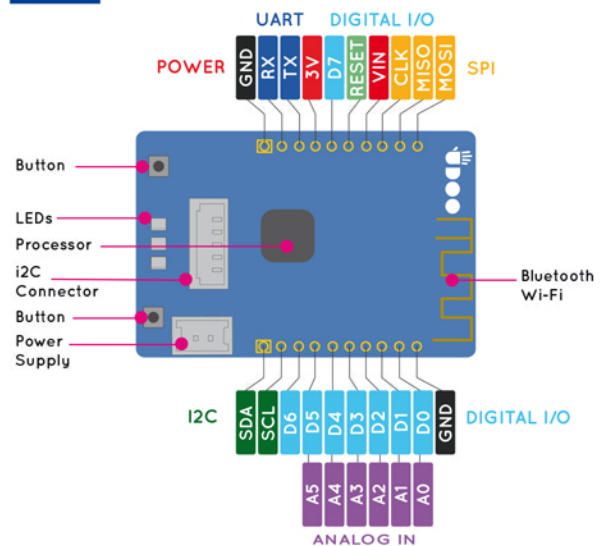 UART DIGITAL I/O
POWER GND RX TX 3V D7 RESET VIN CLK MISO MOSI SPI
Button
LEDs
Processor
i2C
Connector
Button
Power
Supply
Bluetooth
Wi-Fi
I2C SDA SCL D6 D5 D4 D3 D2 D1 D0 GND DIGITAL I/O
A5 A4 A3 A2 A1 A0
ANALOG IN